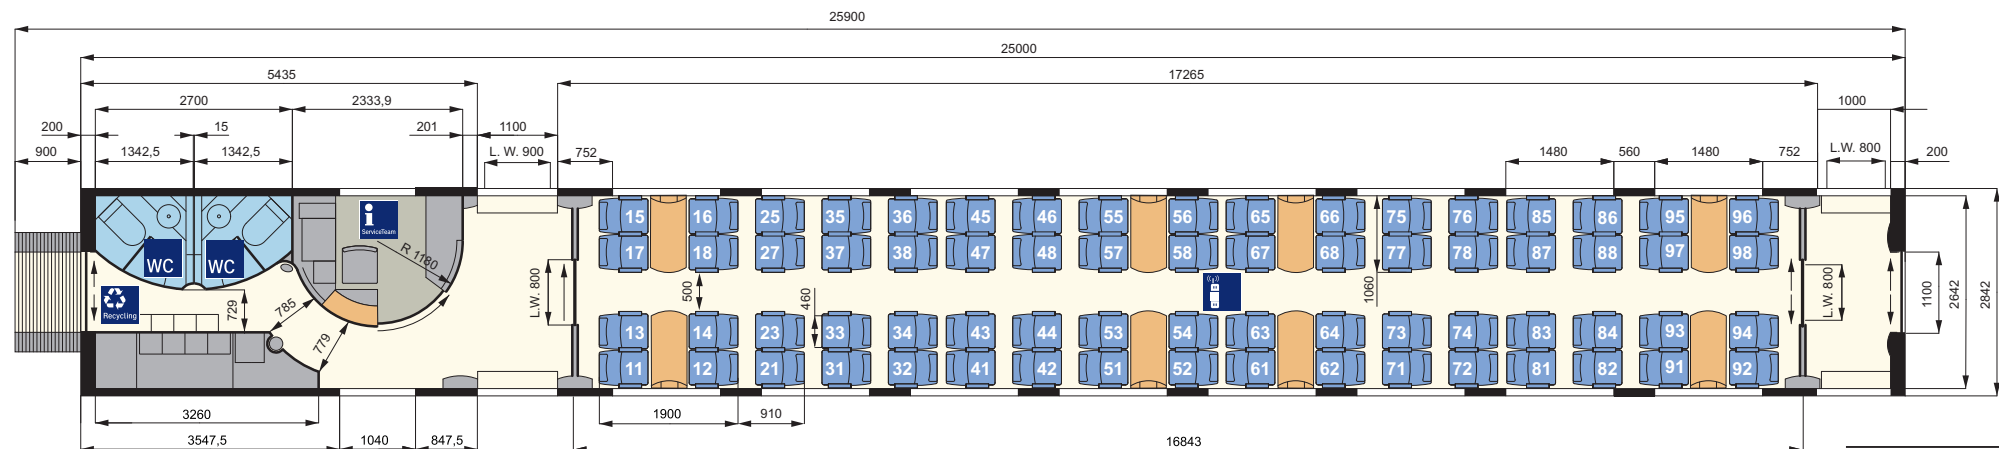 25900
25000
5435 17265
2700 2333,9 1000
200 15 201 1100
900 1342,5 1342,5 L. W. 900 752 1480 560 1480 752 L.W. 800 200
i
ServiceTeam
R 1180
WC WC
Recycling
729 785 779
L.W. 800
15 16 25 35 36 45 46 55 56 65 66 75 76 85 86 95 96
17 18 27 37 38 47 48 57 58 67 68 77 78 87 88 97 98
500 460 1060 L.W. 800 1100 2642 2842
13 14 23 33 34 43 44 53 54 63 64 73 74 83 84 93 94
11 12 21 31 32 41 42 51 52 61 62 71 72 81 82 91 92
3260 1900 910
3547,5 1040 847,5 16843